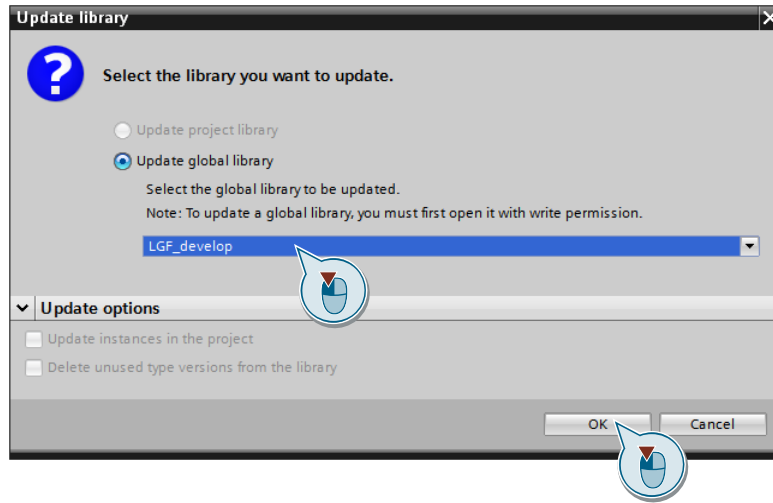 Update library
Select the library you want to update.
Update project library
Update global library
Select the global library to be updated.
Note: To update a global library, you must first open it with write permission.
LGF_develop
Update options
Update instances in the project
Delete unused type versions from the library
OK Cancel